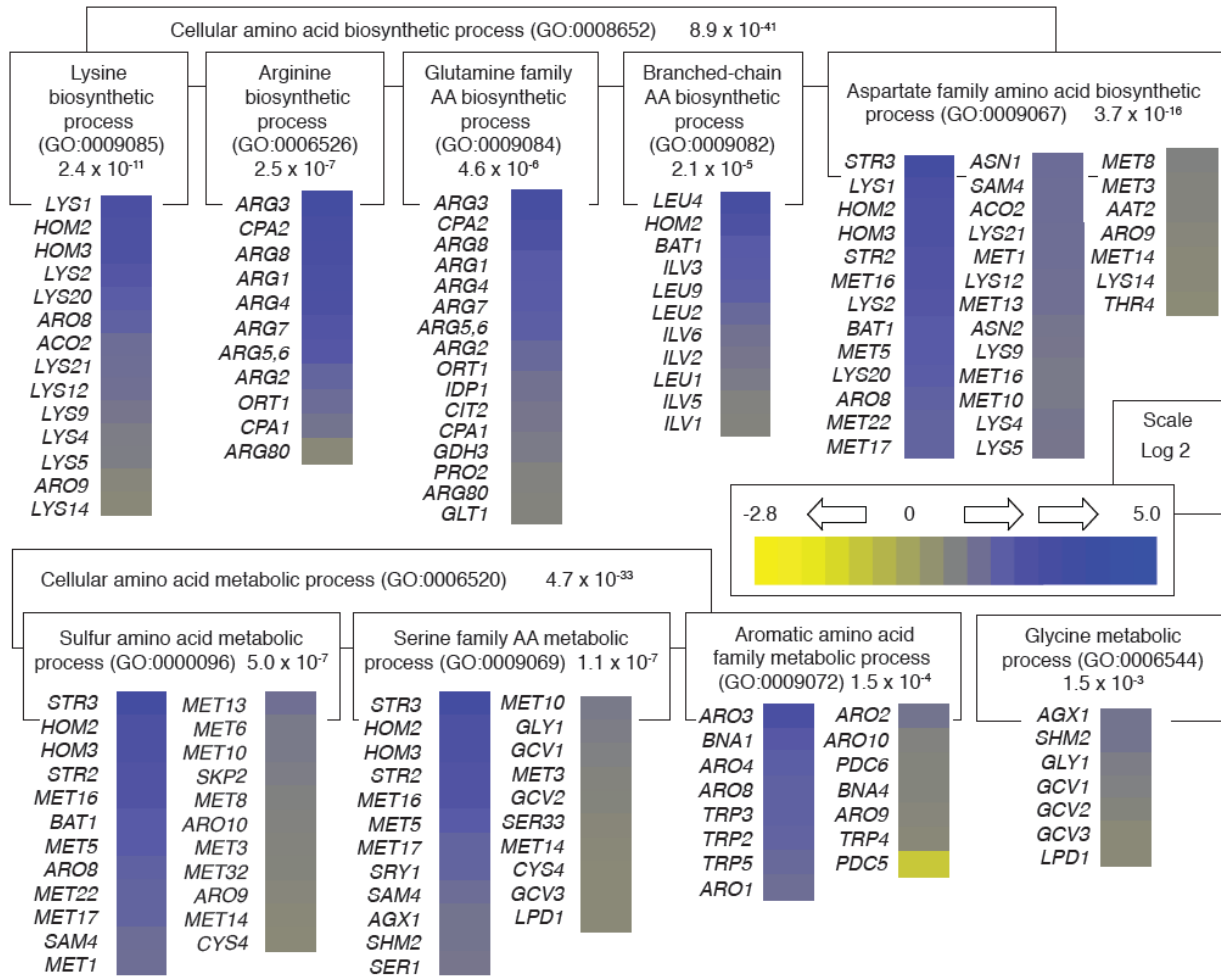 Cellular amino acid biosynthetic process (GO:0008652) 8.9 x 10⁻⁴¹
Lysine
biosynthetic
process
(GO:0009085)
2.4 x 10⁻¹¹
LYS1
HOM2
HOM3
LYS2
LYS20
ARO8
ACO2
LYS21
LYS12
LYS9
LYS4
LYS5
ARO9
LYS14
Arginine
biosynthetic
process
(GO:0006526)
2.5 x 10⁻⁷
ARG3
CPA2
ARG8
ARG1
ARG4
ARG7
ARG5,6
ARG2
ORT1
CPA1
ARG80
Glutamine family
AA biosynthetic
process
(GO:0009084)
4.6 x 10⁻⁶
ARG3
CPA2
ARG8
ARG1
ARG4
ARG7
ARG5,6
ARG2
ORT1
IDP1
CIT2
CPA1
GDH3
PRO2
ARG80
GLT1
Branched-chain
AA biosynthetic
process
(GO:0009082)
2.1 x 10⁻⁵
LEU4
HOM2
BAT1
ILV3
LEU9
LEU2
ILV6
ILV2
LEU1
ILV5
ILV1
Aspartate family amino acid biosynthetic
process (GO:0009067) 3.7 x 10⁻¹⁶
STR3
LYS1
HOM2
HOM3
STR2
MET16
LYS2
BAT1
MET5
LYS20
ARO8
MET22
MET17
ASN1
SAM4
ACO2
LYS21
MET1
LYS12
MET13
ASN2
LYS9
MET16
MET10
LYS4
LYS5
MET8
MET3
AAT2
ARO9
MET14
LYS14
THR4
Scale
Log 2
-2.8 0 5.0
Cellular amino acid metabolic process (GO:0006520) 4.7 x 10⁻³³
Sulfur amino acid metabolic
process (GO:0000096) 5.0 x 10⁻⁷
STR3
HOM2
HOM3
STR2
MET16
BAT1
MET5
ARO8
MET22
MET17
SAM4
MET1
MET13
MET6
MET10
SKP2
MET8
ARO10
MET3
MET32
ARO9
MET14
CYS4
Serine family AA metabolic
process (GO:0009069) 1.1 x 10⁻⁷
STR3
HOM2
HOM3
STR2
MET16
MET5
MET17
SRY1
SAM4
AGX1
SHM2
SER1
MET10
GLY1
GCV1
MET3
GCV2
SER33
MET14
CYS4
GCV3
LPD1
Aromatic amino acid
family metabolic process
(GO:0009072) 1.5 x 10⁻⁴
ARO3
BNA1
ARO4
ARO8
TRP3
TRP2
TRP5
ARO1
ARO2
ARO10
PDC6
BNA4
ARO9
TRP4
PDC5
Glycine metabolic
process (GO:0006544)
1.5 x 10⁻³
AGX1
SHM2
GLY1
GCV1
GCV2
GCV3
LPD1